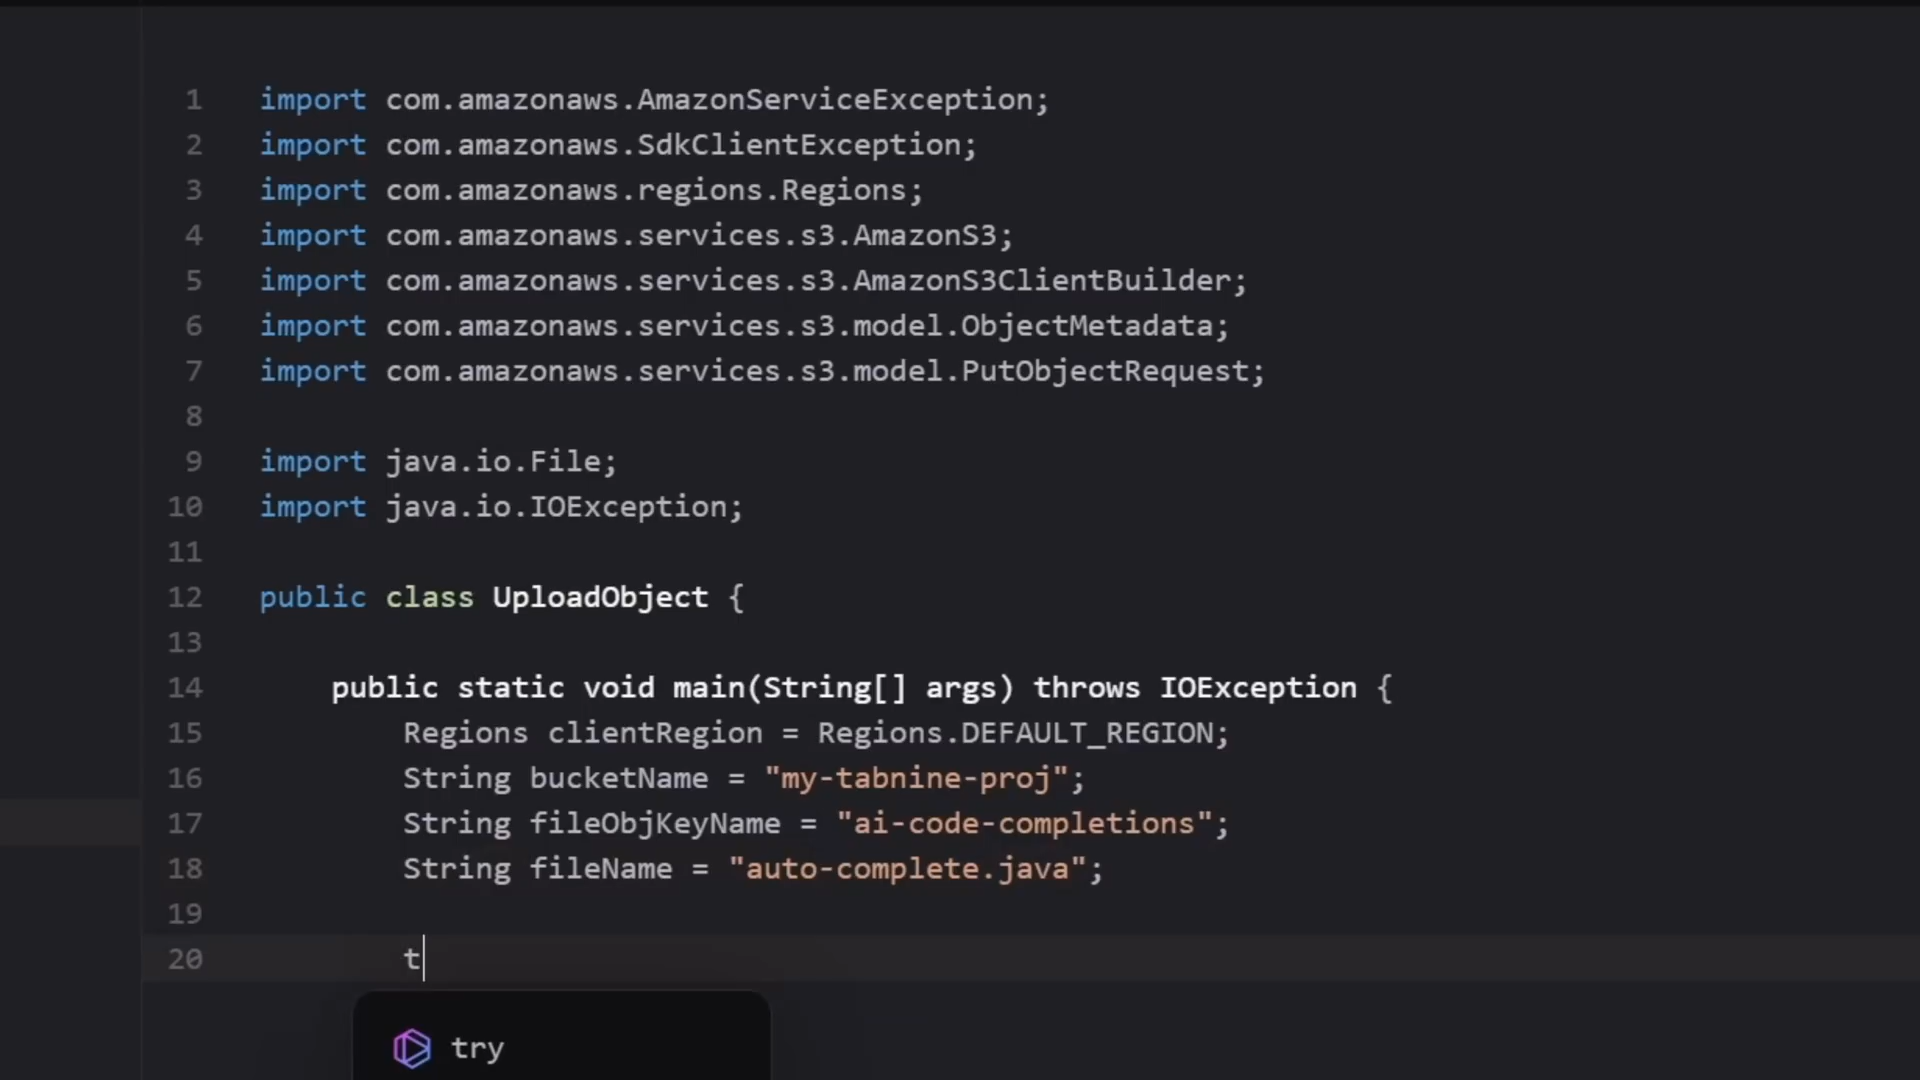 1 import com.amazonaws.AmazonServiceException;
2 import com.amazonaws.SdkClientException;
3 import com.amazonaws.regions.Regions;
4 import com.amazonaws.services.s3.AmazonS3;
5 import com.amazonaws.services.s3.AmazonS3ClientBuilder;
6 import com.amazonaws.services.s3.model.ObjectMetadata;
7 import com.amazonaws.services.s3.model.PutObjectRequest;
8
9 import java.io.File;
10 import java.io.IOException;
11
12 public class UploadObject {
13
14     public static void main(String[] args) throws IOException {
15         Regions clientRegion = Regions.DEFAULT_REGION;
16         String bucketName = "my-tabnine-proj";
17         String fileObjKeyName = "ai-code-completions";
18         String fileName = "auto-complete.java";
19
20         t
try